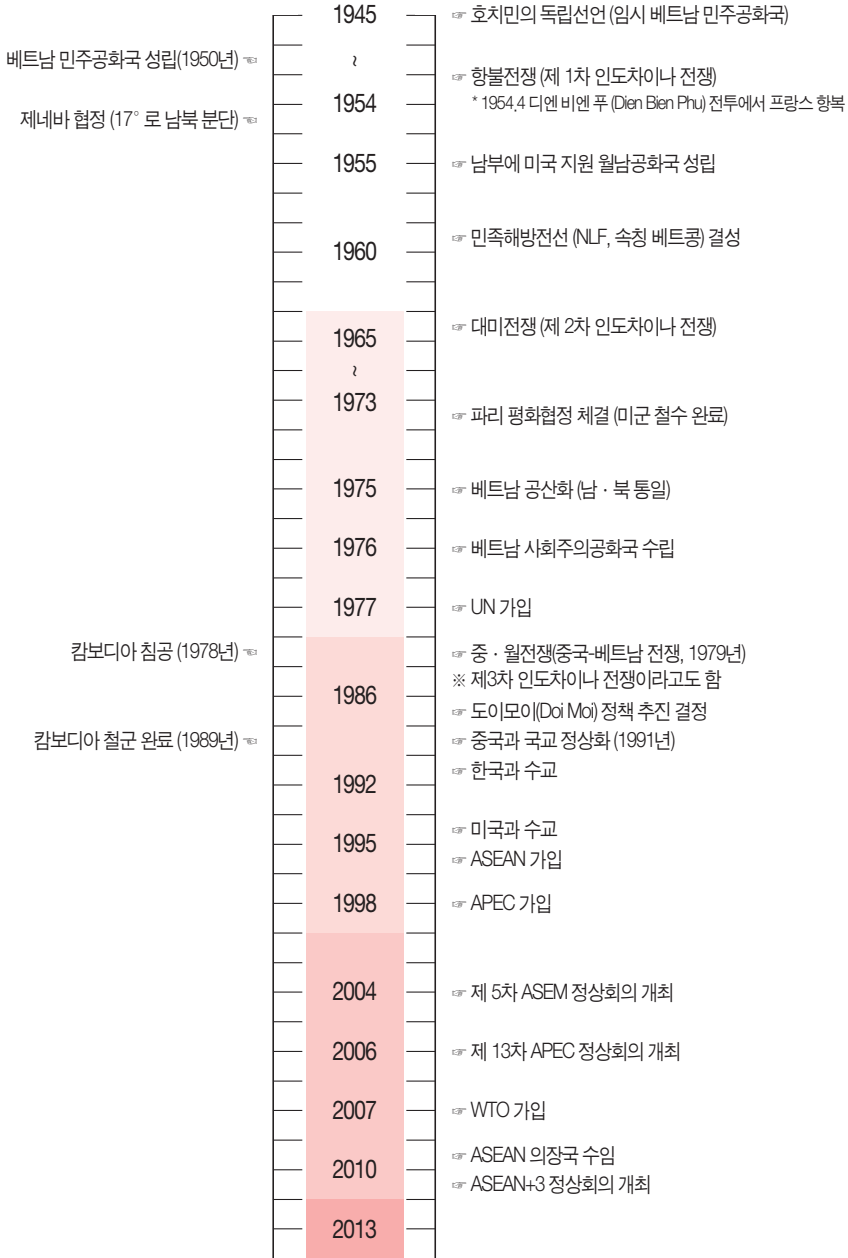 1945 ☞ 호치민의 독립선언 (임시 베트남 민주공화국)
베트남 민주공화국 성립(1950년) ☜
~
☞ 항불전쟁 (제 1차 인도차이나 전쟁)
1954 * 1954.4 디엔 비엔 푸 (Dien Bien Phu) 전투에서 프랑스 항복
제네바 협정 (17° 로 남북 분단) ☜
1955 ☞ 남부에 미국 지원 월남공화국 성립
1960 ☞ 민족해방전선 (NLF, 속칭 베트콩) 결성
1965 ☞ 대미전쟁 (제 2차 인도차이나 전쟁)
~
1973 ☞ 파리 평화협정 체결 (미군 철수 완료)
1975 ☞ 베트남 공산화 (남 · 북 통일)
1976 ☞ 베트남 사회주의공화국 수립
1977 ☞ UN 가입
캄보디아 침공 (1978년) ☜ ☞ 중 · 월전쟁(중국-베트남 전쟁, 1979년)
※ 제3차 인도차이나 전쟁이라고도 함
1986 ☞ 도이모이(Doi Moi) 정책 추진 결정
캄보디아 철군 완료 (1989년) ☜ ☞ 중국과 국교 정상화 (1991년)
1992 ☞ 한국과 수교
1995 ☞ 미국과 수교
☞ ASEAN 가입
1998 ☞ APEC 가입
2004 ☞ 제 5차 ASEM 정상회의 개최
2006 ☞ 제 13차 APEC 정상회의 개최
2007 ☞ WTO 가입
2010 ☞ ASEAN 의장국 수임
☞ ASEAN+3 정상회의 개최
2013